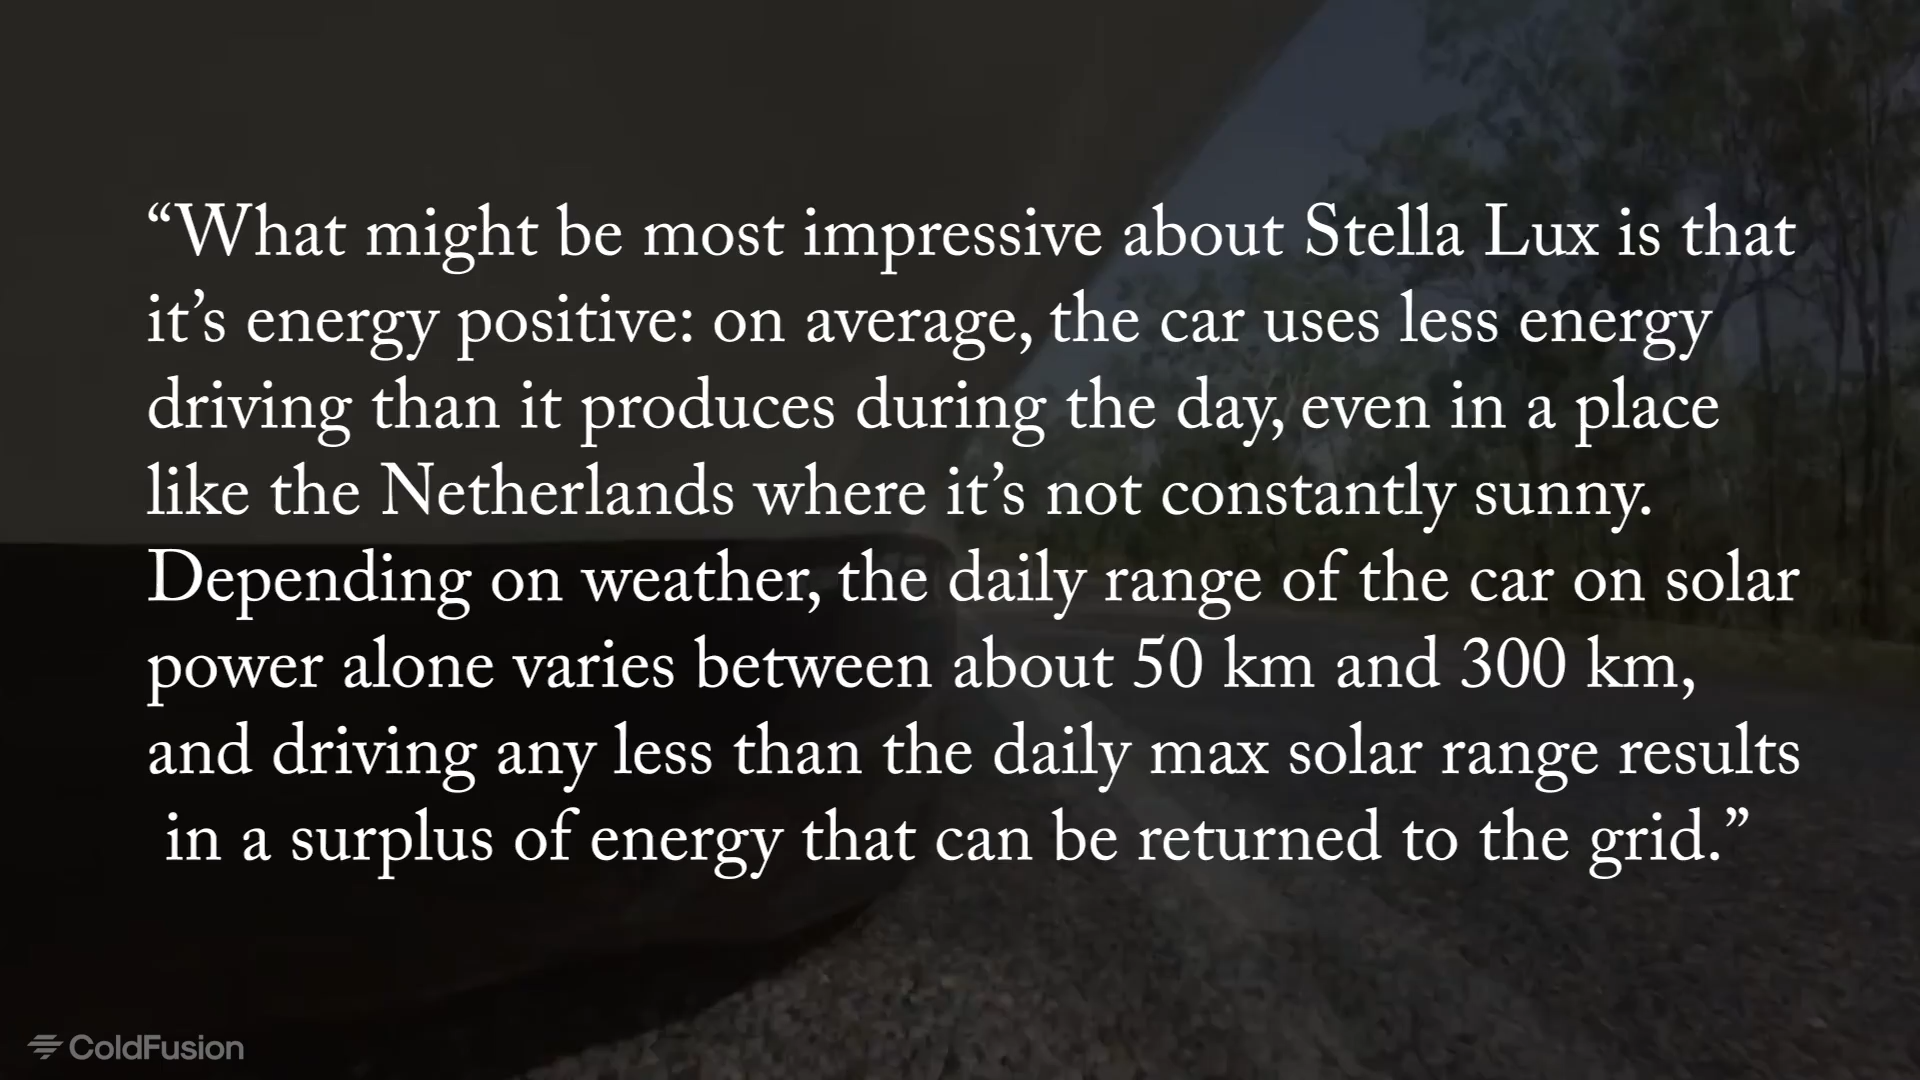 “What might be most impressive about Stella Lux is that
it’s energy positive: on average, the car uses less energy
driving than it produces during the day, even in a place
like the Netherlands where it’s not constantly sunny.
Depending on weather, the daily range of the car on solar
power alone varies between about 50 km and 300 km,
and driving any less than the daily max solar range results
in a surplus of energy that can be returned to the grid.”
ColdFusion